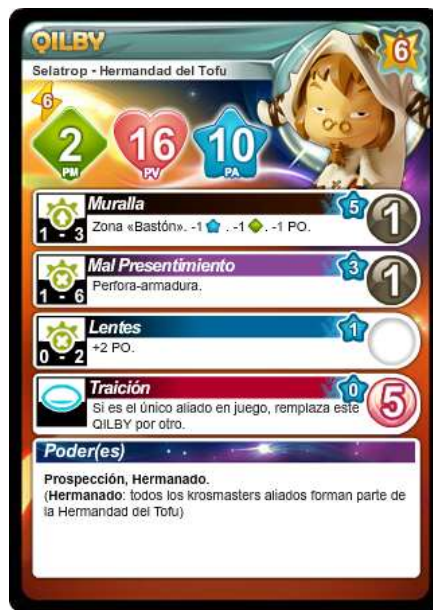 QILBY
6
Selatrop - Hermandad del Tofu
6
2
PM
16
PV
10
PA
Muralla
5
1
1 - 3
Zona «Bastón». -1 . -1 . -1 PO.
Mal Presentimiento
3
1
1 - 6
Perfora-armadura.
Lentes
1
0 - 2
+2 PO.
Traición
0
5
Si es el único aliado en juego, remplaza este
QILBY por otro.
Poder(es)
Prospección, Hermanado.
(Hermanado: todos los krosmasters aliados forman parte de
la Hermandad del Tofu)